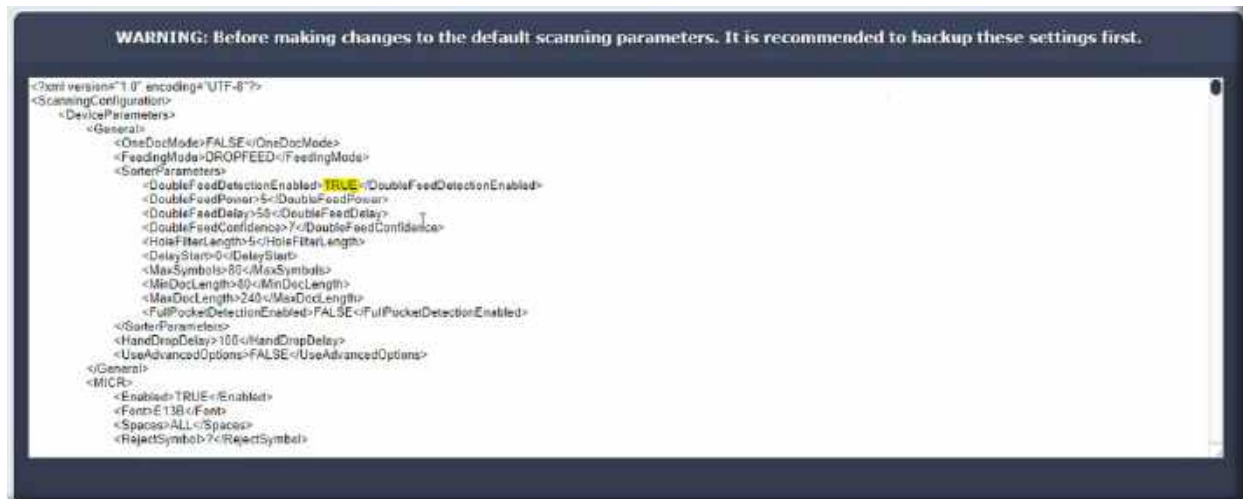 WARNING: Before making changes to the default scanning parameters. It is recommended to backup these settings first.
<?xml version="1.0" encoding="UTF-8"?>
<ScanningConfiguration>
<DeviceParameters>
<General>
<OneDocMode>FALSE</OneDocMode>
<FeedingMode>DROPFEED</FeedingMode>
<SorterParameters>
<DoubleFeedDetectionEnabled>TRUE</DoubleFeedDetectionEnabled>
<DoubleFeedPower>5</DoubleFeedPower>
<DoubleFeedDelay>50</DoubleFeedDelay>
<DoubleFeedConfidence>7</DoubleFeedConfidence>
<HoleFilterLength>5</HoleFilterLength>
<DelayStart>0</DelayStart>
<MaxSymbols>80</MaxSymbols>
<MinDocLength>80</MinDocLength>
<MaxDocLength>240</MaxDocLength>
<FullPocketDetectionEnabled>FALSE</FullPocketDetectionEnabled>
</SorterParameters>
<HandDropDelay>100</HandDropDelay>
<UseAdvancedOptions>FALSE</UseAdvancedOptions>
</General>
<MICR>
<Enabled>TRUE</Enabled>
<Font>E13B</Font>
<Spaces>ALL</Spaces>
<RejectSymbol>?</RejectSymbol>